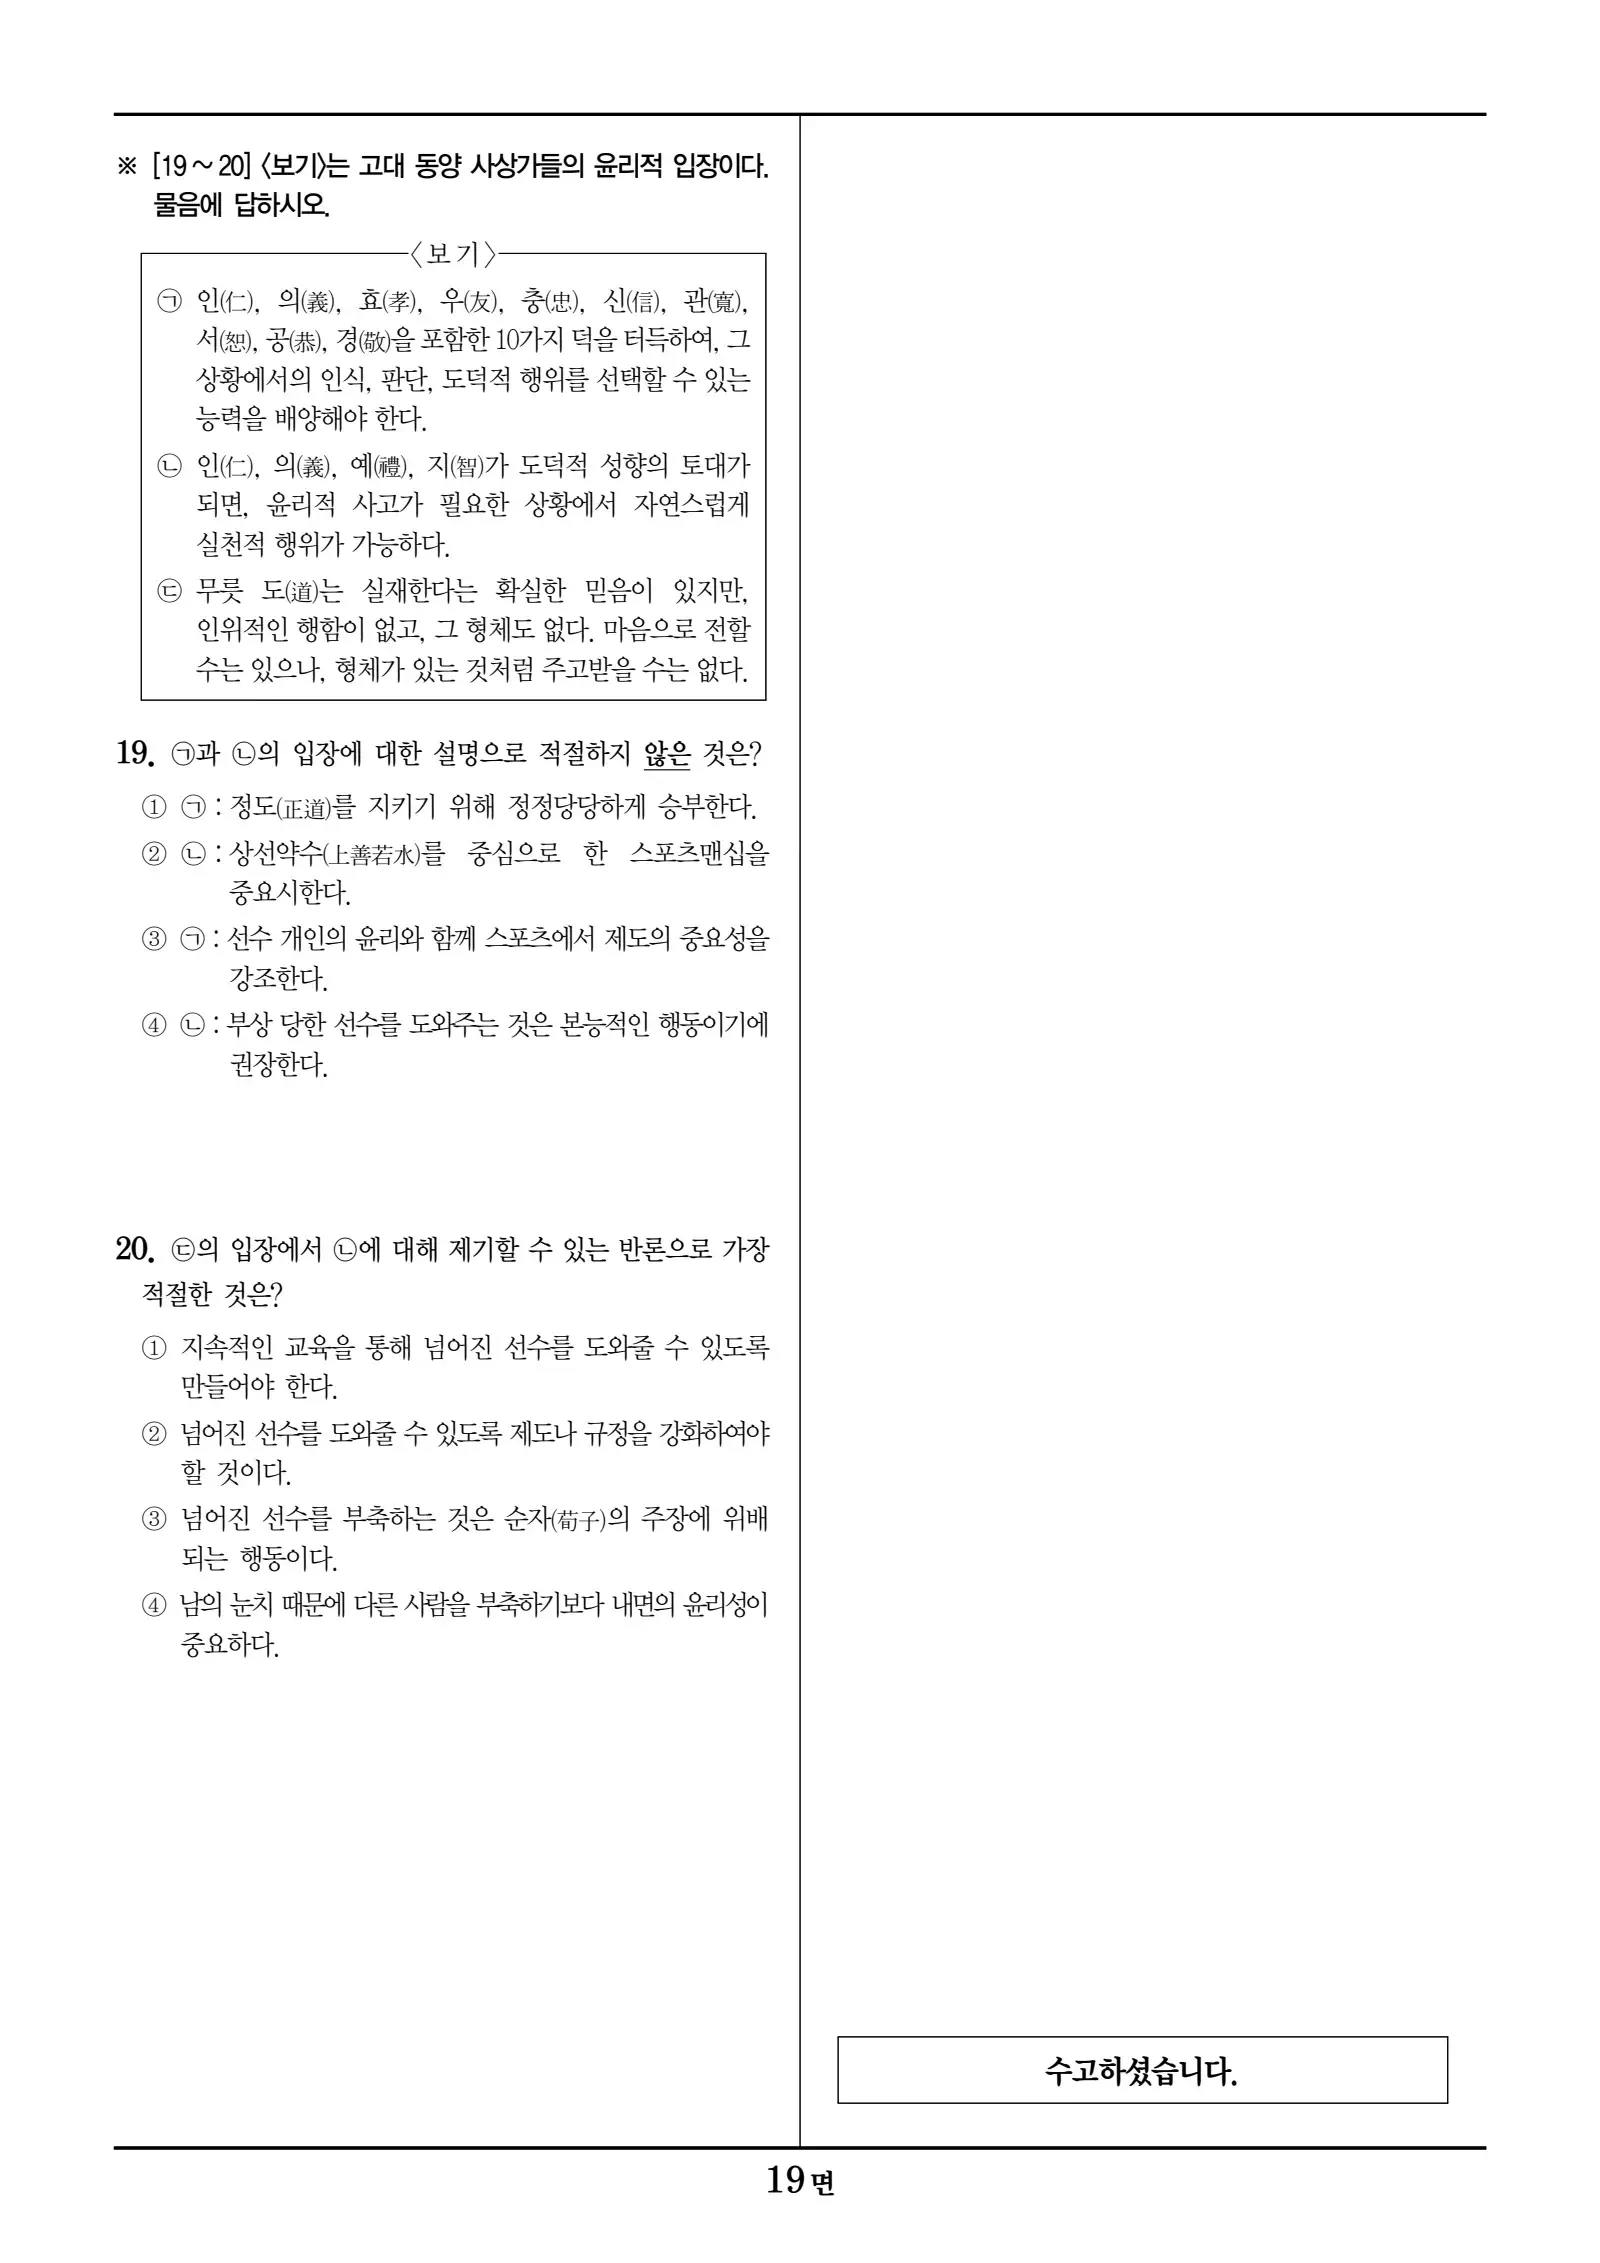 ※ [19～20] 〈보기〉는 고대 동양 사상가들의 윤리적 입장이다.
물음에 답하시오.
〈보 기〉
㉠ 인(仁), 의(義), 효(孝), 우(友), 충(忠), 신(信), 관(寬),
서(恕), 공(恭), 경(敬)을 포함한 10가지 덕을 터득하여, 그
상황에서의 인식, 판단, 도덕적 행위를 선택할 수 있는
능력을 배양해야 한다.
㉡ 인(仁), 의(義), 예(禮), 지(智)가 도덕적 성향의 토대가
되면, 윤리적 사고가 필요한 상황에서 자연스럽게
실천적 행위가 가능하다.
㉢ 무릇 도(道)는 실재한다는 확실한 믿음이 있지만,
인위적인 행함이 없고, 그 형체도 없다. 마음으로 전할
수는 있으나, 형체가 있는 것처럼 주고받을 수는 없다.
19. ㉠과 ㉡의 입장에 대한 설명으로 적절하지 않은 것은?
① ㉠ : 정도(正道)를 지키기 위해 정정당당하게 승부한다.
② ㉡ : 상선약수(上善若水)를 중심으로 한 스포츠맨십을
중요시한다.
③ ㉠ : 선수 개인의 윤리와 함께 스포츠에서 제도의 중요성을
강조한다.
④ ㉡ : 부상 당한 선수를 도와주는 것은 본능적인 행동이기에
권장한다.
20. ㉢의 입장에서 ㉡에 대해 제기할 수 있는 반론으로 가장
적절한 것은?
① 지속적인 교육을 통해 넘어진 선수를 도와줄 수 있도록
만들어야 한다.
② 넘어진 선수를 도와줄 수 있도록 제도나 규정을 강화하여야
할 것이다.
③ 넘어진 선수를 부축하는 것은 순자(荀子)의 주장에 위배
되는 행동이다.
④ 남의 눈치 때문에 다른 사람을 부축하기보다 내면의 윤리성이
중요하다.
수고하셨습니다.
19 면